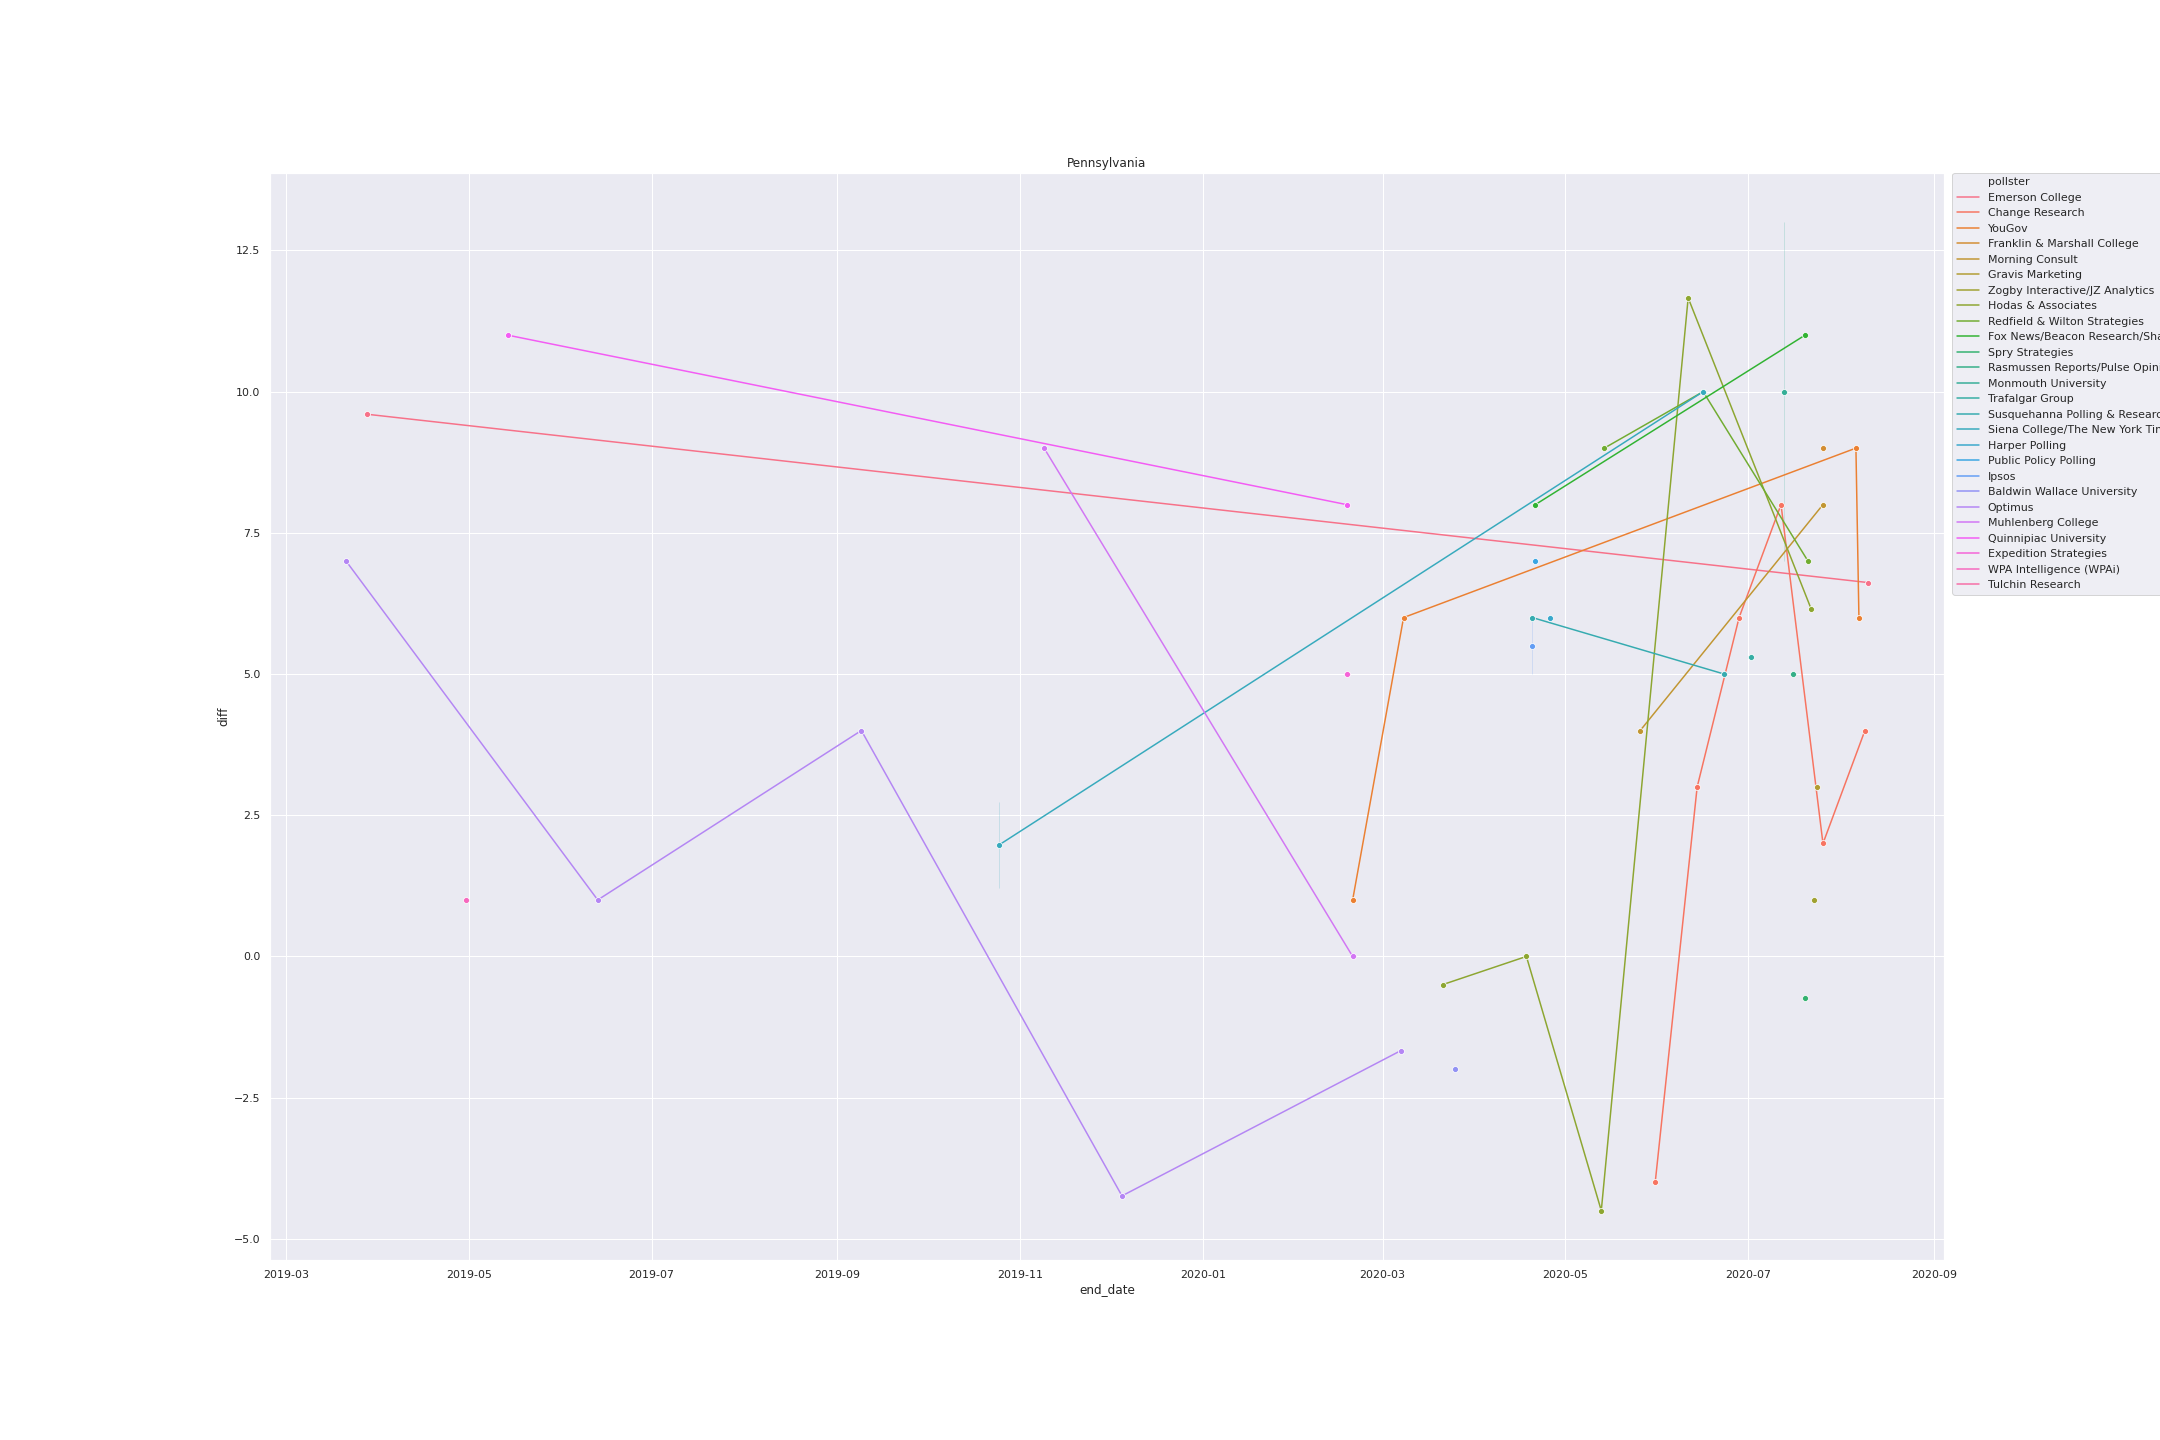 Pennsylvania
12.5
10.0
7.5
5.0
2.5
0.0
−2.5
−5.0
diff
2019-03 2019-05 2019-07 2019-09 2019-11 2020-01 2020-03 2020-05 2020-07 2020-09
end_date
pollster
Emerson College
Change Research
YouGov
Franklin & Marshall College
Morning Consult
Gravis Marketing
Zogby Interactive/JZ Analytics
Hodas & Associates
Redfield & Wilton Strategies
Fox News/Beacon Research/Sha
Spry Strategies
Rasmussen Reports/Pulse Opin
Monmouth University
Trafalgar Group
Susquehanna Polling & Researc
Siena College/The New York Tim
Harper Polling
Public Policy Polling
Ipsos
Baldwin Wallace University
Optimus
Muhlenberg College
Quinnipiac University
Expedition Strategies
WPA Intelligence (WPAi)
Tulchin Research